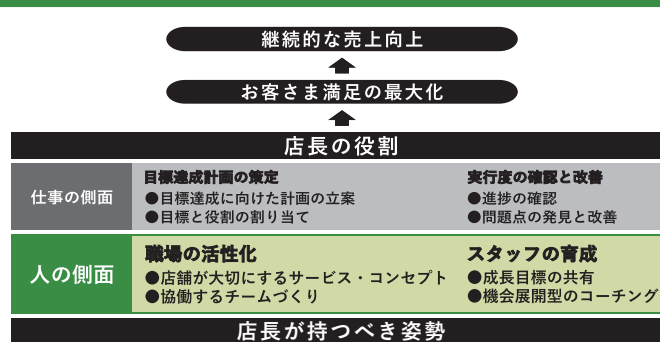 継続的な売上向上
お客さま満足の最大化
店長の役割
仕事の側面
目標達成計画の策定
●目標達成に向けた計画の立案
●目標と役割の割り当て
実行度の確認と改善
●進捗の確認
●問題点の発見と改善
人の側面
職場の活性化
●店舗が大切にするサービス・コンセプト
●協働するチームづくり
スタッフの育成
●成長目標の共有
●機会展開型のコーチング
店長が持つべき姿勢